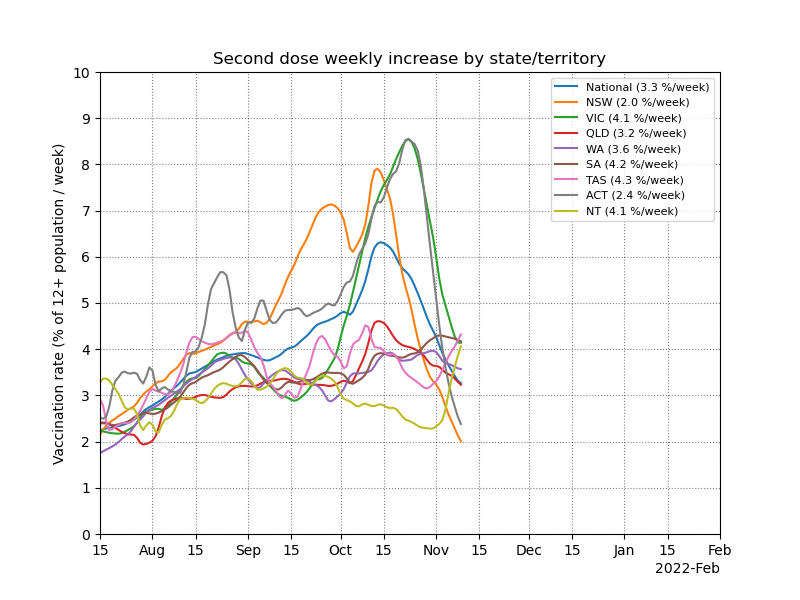 Second dose weekly increase by state/territory
Vaccination rate (% of 12+ population / week)
10
9
8
7
6
5
4
3
2
1
0
National (3.3 %/week)
NSW (2.0 %/week)
VIC (4.1 %/week)
QLD (3.2 %/week)
WA (3.6 %/week)
SA (4.2 %/week)
TAS (4.3 %/week)
ACT (2.4 %/week)
NT (4.1 %/week)
15 Aug 15 Sep 15 Oct 15 Nov 15 Dec 15 Jan 15 Feb
2022-Feb